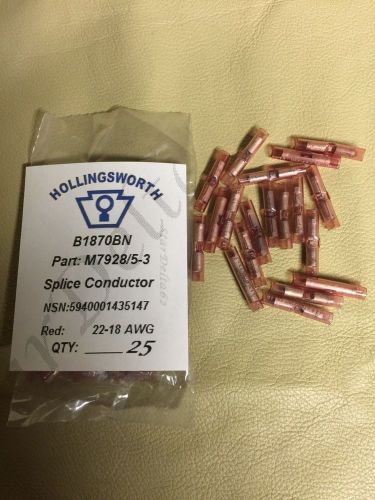 HOLLINGSWORTH
B1870BN
Part: M7928/5-3
Splice Conductor
NSN:5940001435147
Red: 22-18 AWG
QTY: 25